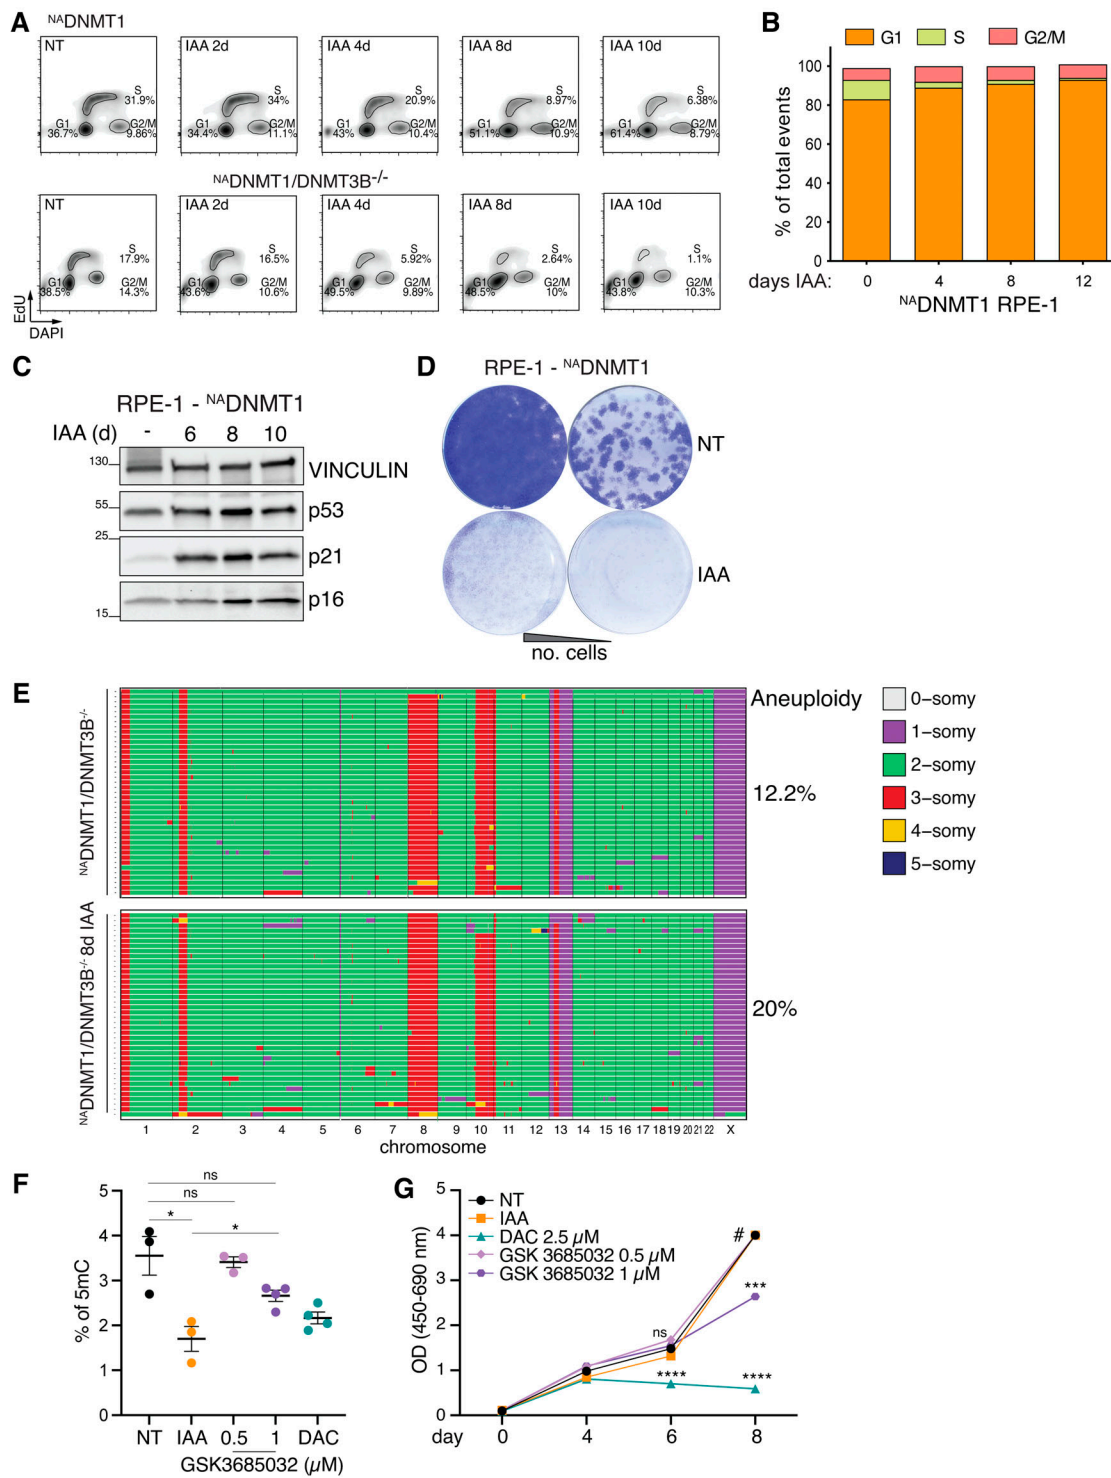 A
NADNMT1
NT
S
31.9%
G1
36.7%
G2/M
9.86%
IAA 2d
S
34%
34.4%
11.1%
IAA 4d
S
20.9%
G1
43%
G2/M
10.4%
IAA 8d
S
8.97%
G1
51.1%
G2/M
10.9%
IAA 10d
S
6.38%
G1
61.4%
G2/M
8.79%
NADNMT1/DNMT3B-/-
NT
S
17.9%
G1
38.5%
G2/M
14.3%
IAA 2d
S
16.5%
G1
43.6%
G2/M
10.6%
IAA 4d
S
5.92%
G1
49.5%
G2/M
9.89%
IAA 8d
S
2.64%
G1
48.5%
G2/M
10%
IAA 10d
S
1.1%
G1
43.8%
G2/M
10.3%
EdU
DAPI
B
G1 S G2/M
% of total events
100
80
60
40
20
0
days IAA: 0 4 8 12
NADNMT1 RPE-1
C
RPE-1 - NADNMT1
IAA (d) - 6 8 10
130 VINCULIN
55 p53
25
p21
p16
15
D
RPE-1 - NADNMT1
NT
IAA
no. cells
E
NADNMT1/DNMT3B-/-
NADNMT1/DNMT3B-/- 8d IAA
Aneuploidy
12.2%
20%
0-somy
1-somy
2-somy
3-somy
4-somy
5-somy
1 2 3 4 5 6 7 8 9 10 11 12 13 14 15 16 17 18 19 20 21 22 X
chromosome
F
% of 5mC
5
4
3
2
1
0
ns
ns
*
*
NT IAA 0.5 1 DAC
GSK3685032 (µM)
G
OD (450-690 nm)
5
4
3
2
1
0
NT
IAA
DAC 2.5 µM
GSK 3685032 0.5 µM
GSK 3685032 1 µM
#
***
ns
****
****
day 0 4 6 8